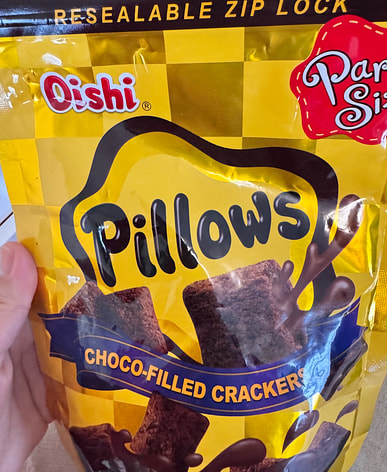 RESEALABLE ZIP LOCK
Oishi®
Pillows
CHOCO-FILLED CRACKERS